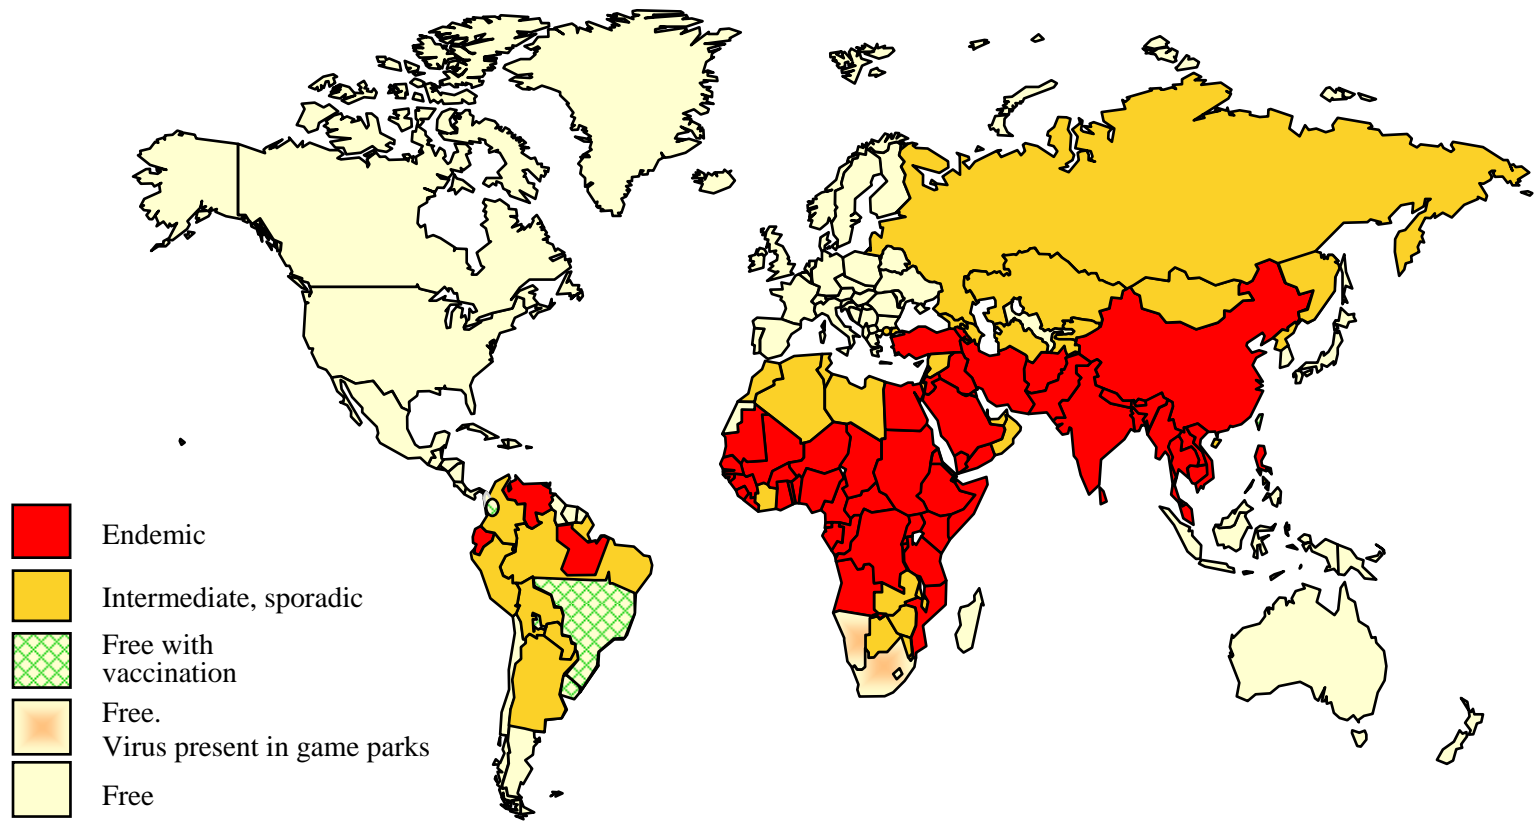 Endemic
Intermediate, sporadic
Free with
vaccination
Free.
Virus present in game parks
Free